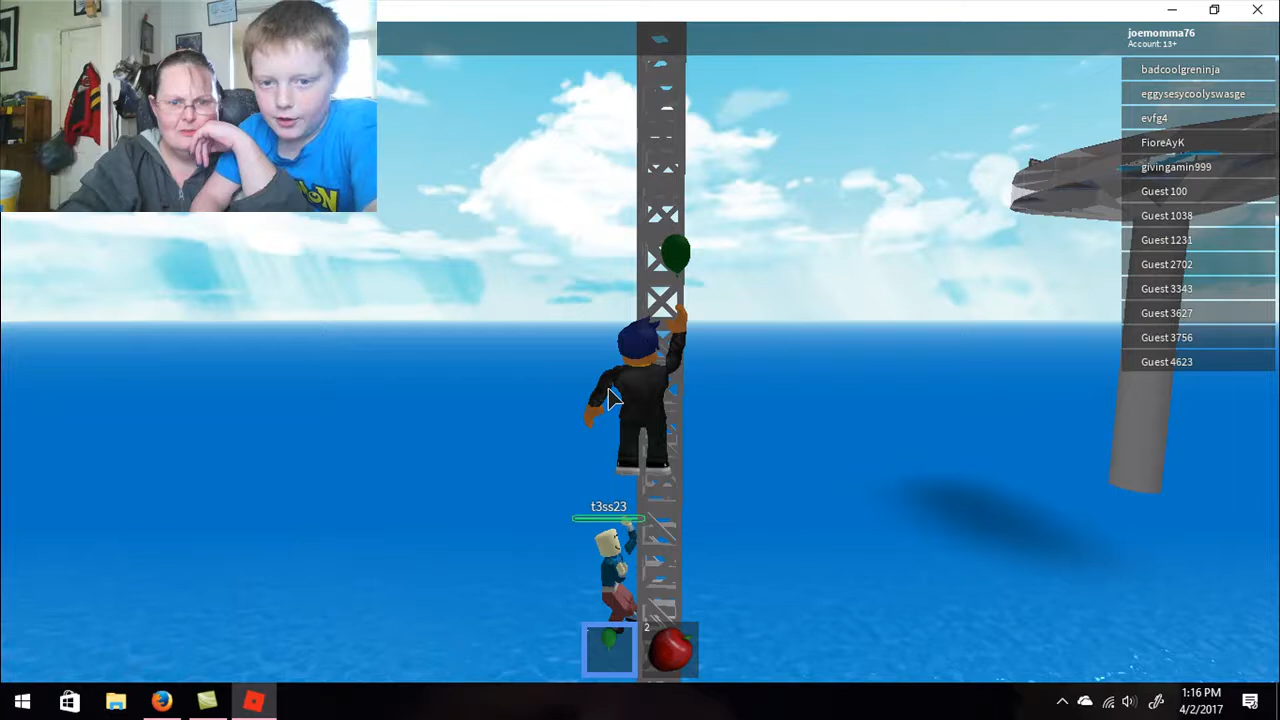 joemomma76
Account: 13+
badcoolgreninja
eggysesycoolyswasge
evfg4
FioreAyK
givingamin999
Guest 100
Guest 1038
Guest 1231
Guest 2702
Guest 3343
Guest 3627
Guest 3756
Guest 4623
t3ss23
2
1:16 PM
4/2/2017